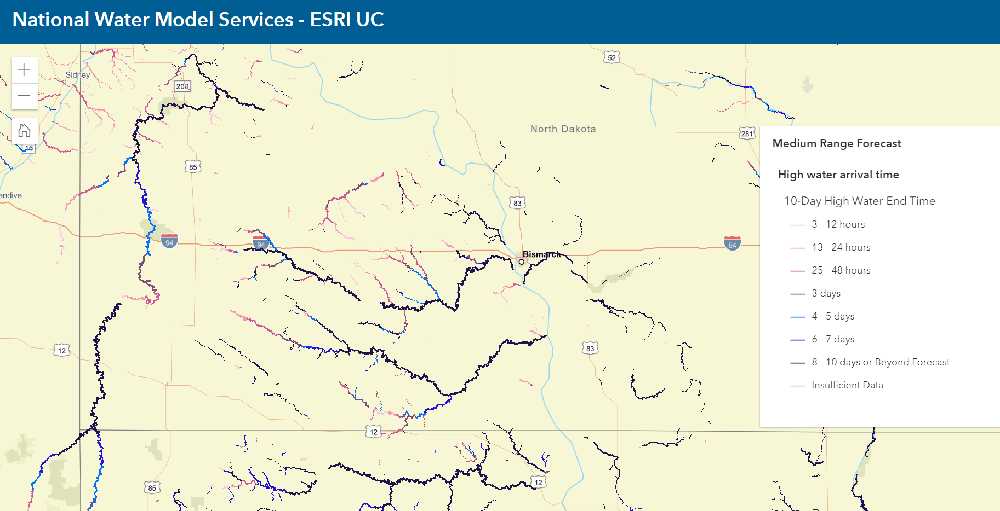 National Water Model Services - ESRI UC
52
Sidney
200
North Dakota
281
16
Medium Range Forecast
85
High water arrival time
endive
10-Day High Water End Time
83
3 - 12 hours
94
94
94
13 - 24 hours
Bismarck
25 - 48 hours
3 days
4 - 5 days
6 - 7 days
12
83
8 - 10 days or Beyond Forecast
Insufficient Data
12
85
12